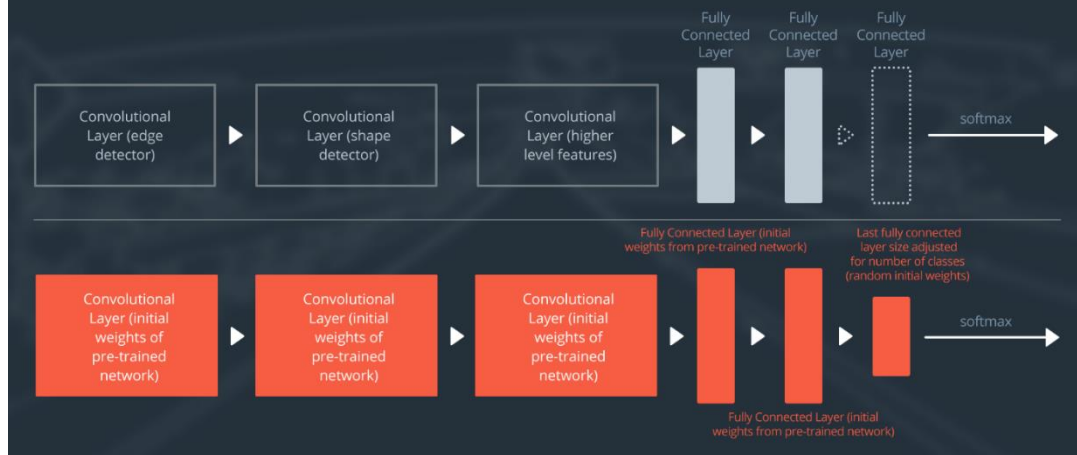 Fully
Connected
Layer
Fully
Connected
Layer
Fully
Connected
Layer
Convolutional
Layer (edge
detector)
Convolutional
Layer (shape
detector)
Convolutional
Layer (higher
level features)
softmax
Fully Connected Layer (initial
weights from pre-trained network)
Last fully connected
layer size adjusted
for number of classes
(random initial weights)
Convolutional
Layer (initial
weights of
pre-trained
network)
Convolutional
Layer (initial
weights of
pre-trained
network)
Convolutional
Layer (initial
weights of
pre-trained
network)
softmax
Fully Connected Layer (initial
weights from pre-trained network)